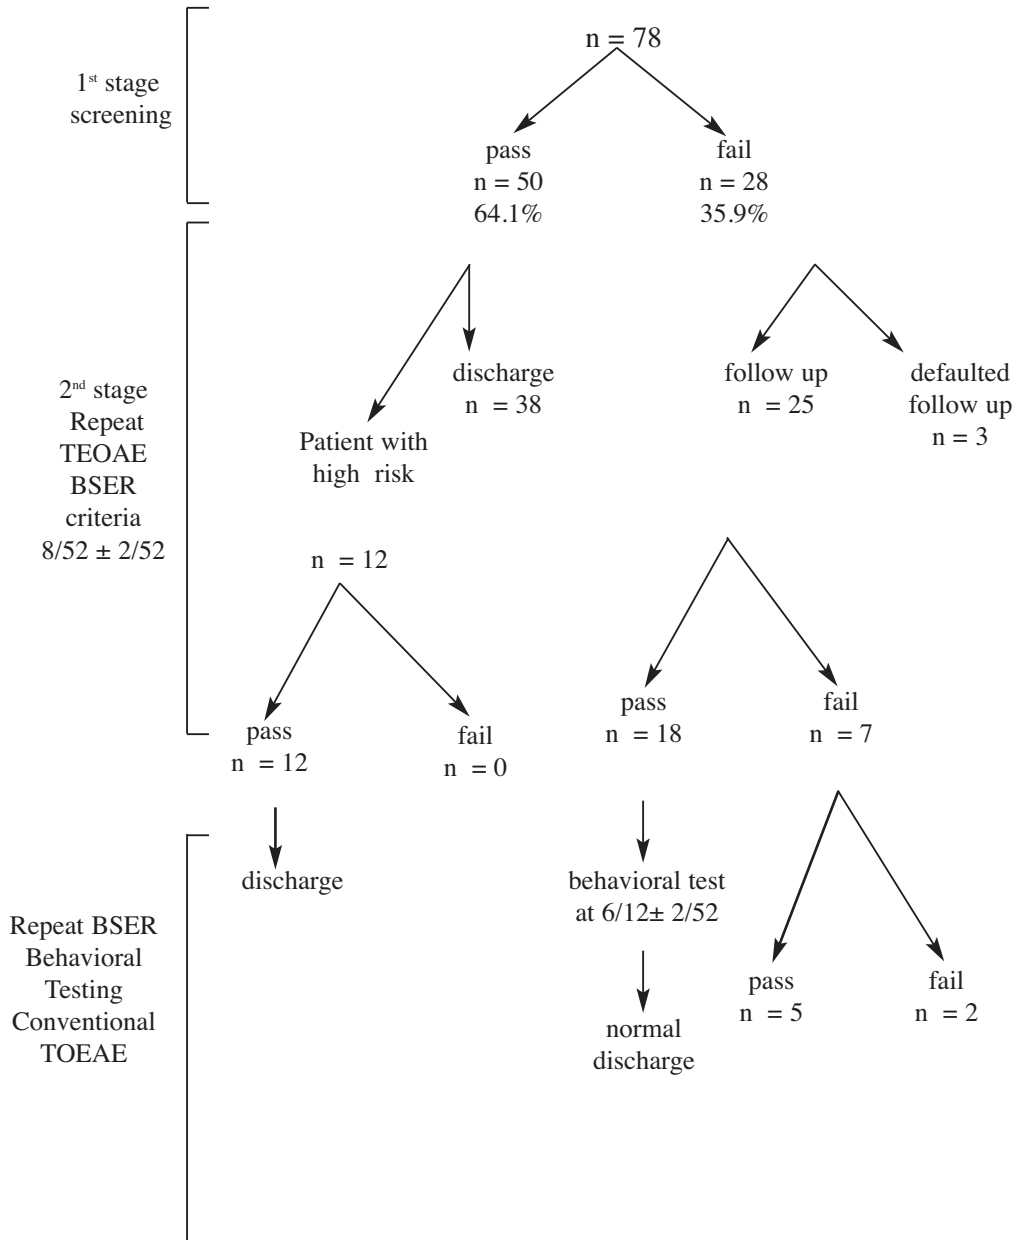 n = 78
1st stage
screening
pass
n = 50
64.1%
fail
n = 28
35.9%
2nd stage
Repeat
TEOAE
BSER
criteria
8/52 ± 2/52
discharge
n = 38
Patient with
high risk
n = 12
follow up
n = 25
defaulted
follow up
n = 3
pass
n = 12
fail
n = 0
pass
n = 18
fail
n = 7
Repeat BSER
Behavioral
Testing
Conventional
TOEAE
discharge
behavioral test
at 6/12± 2/52
normal
discharge
pass
n = 5
fail
n = 2